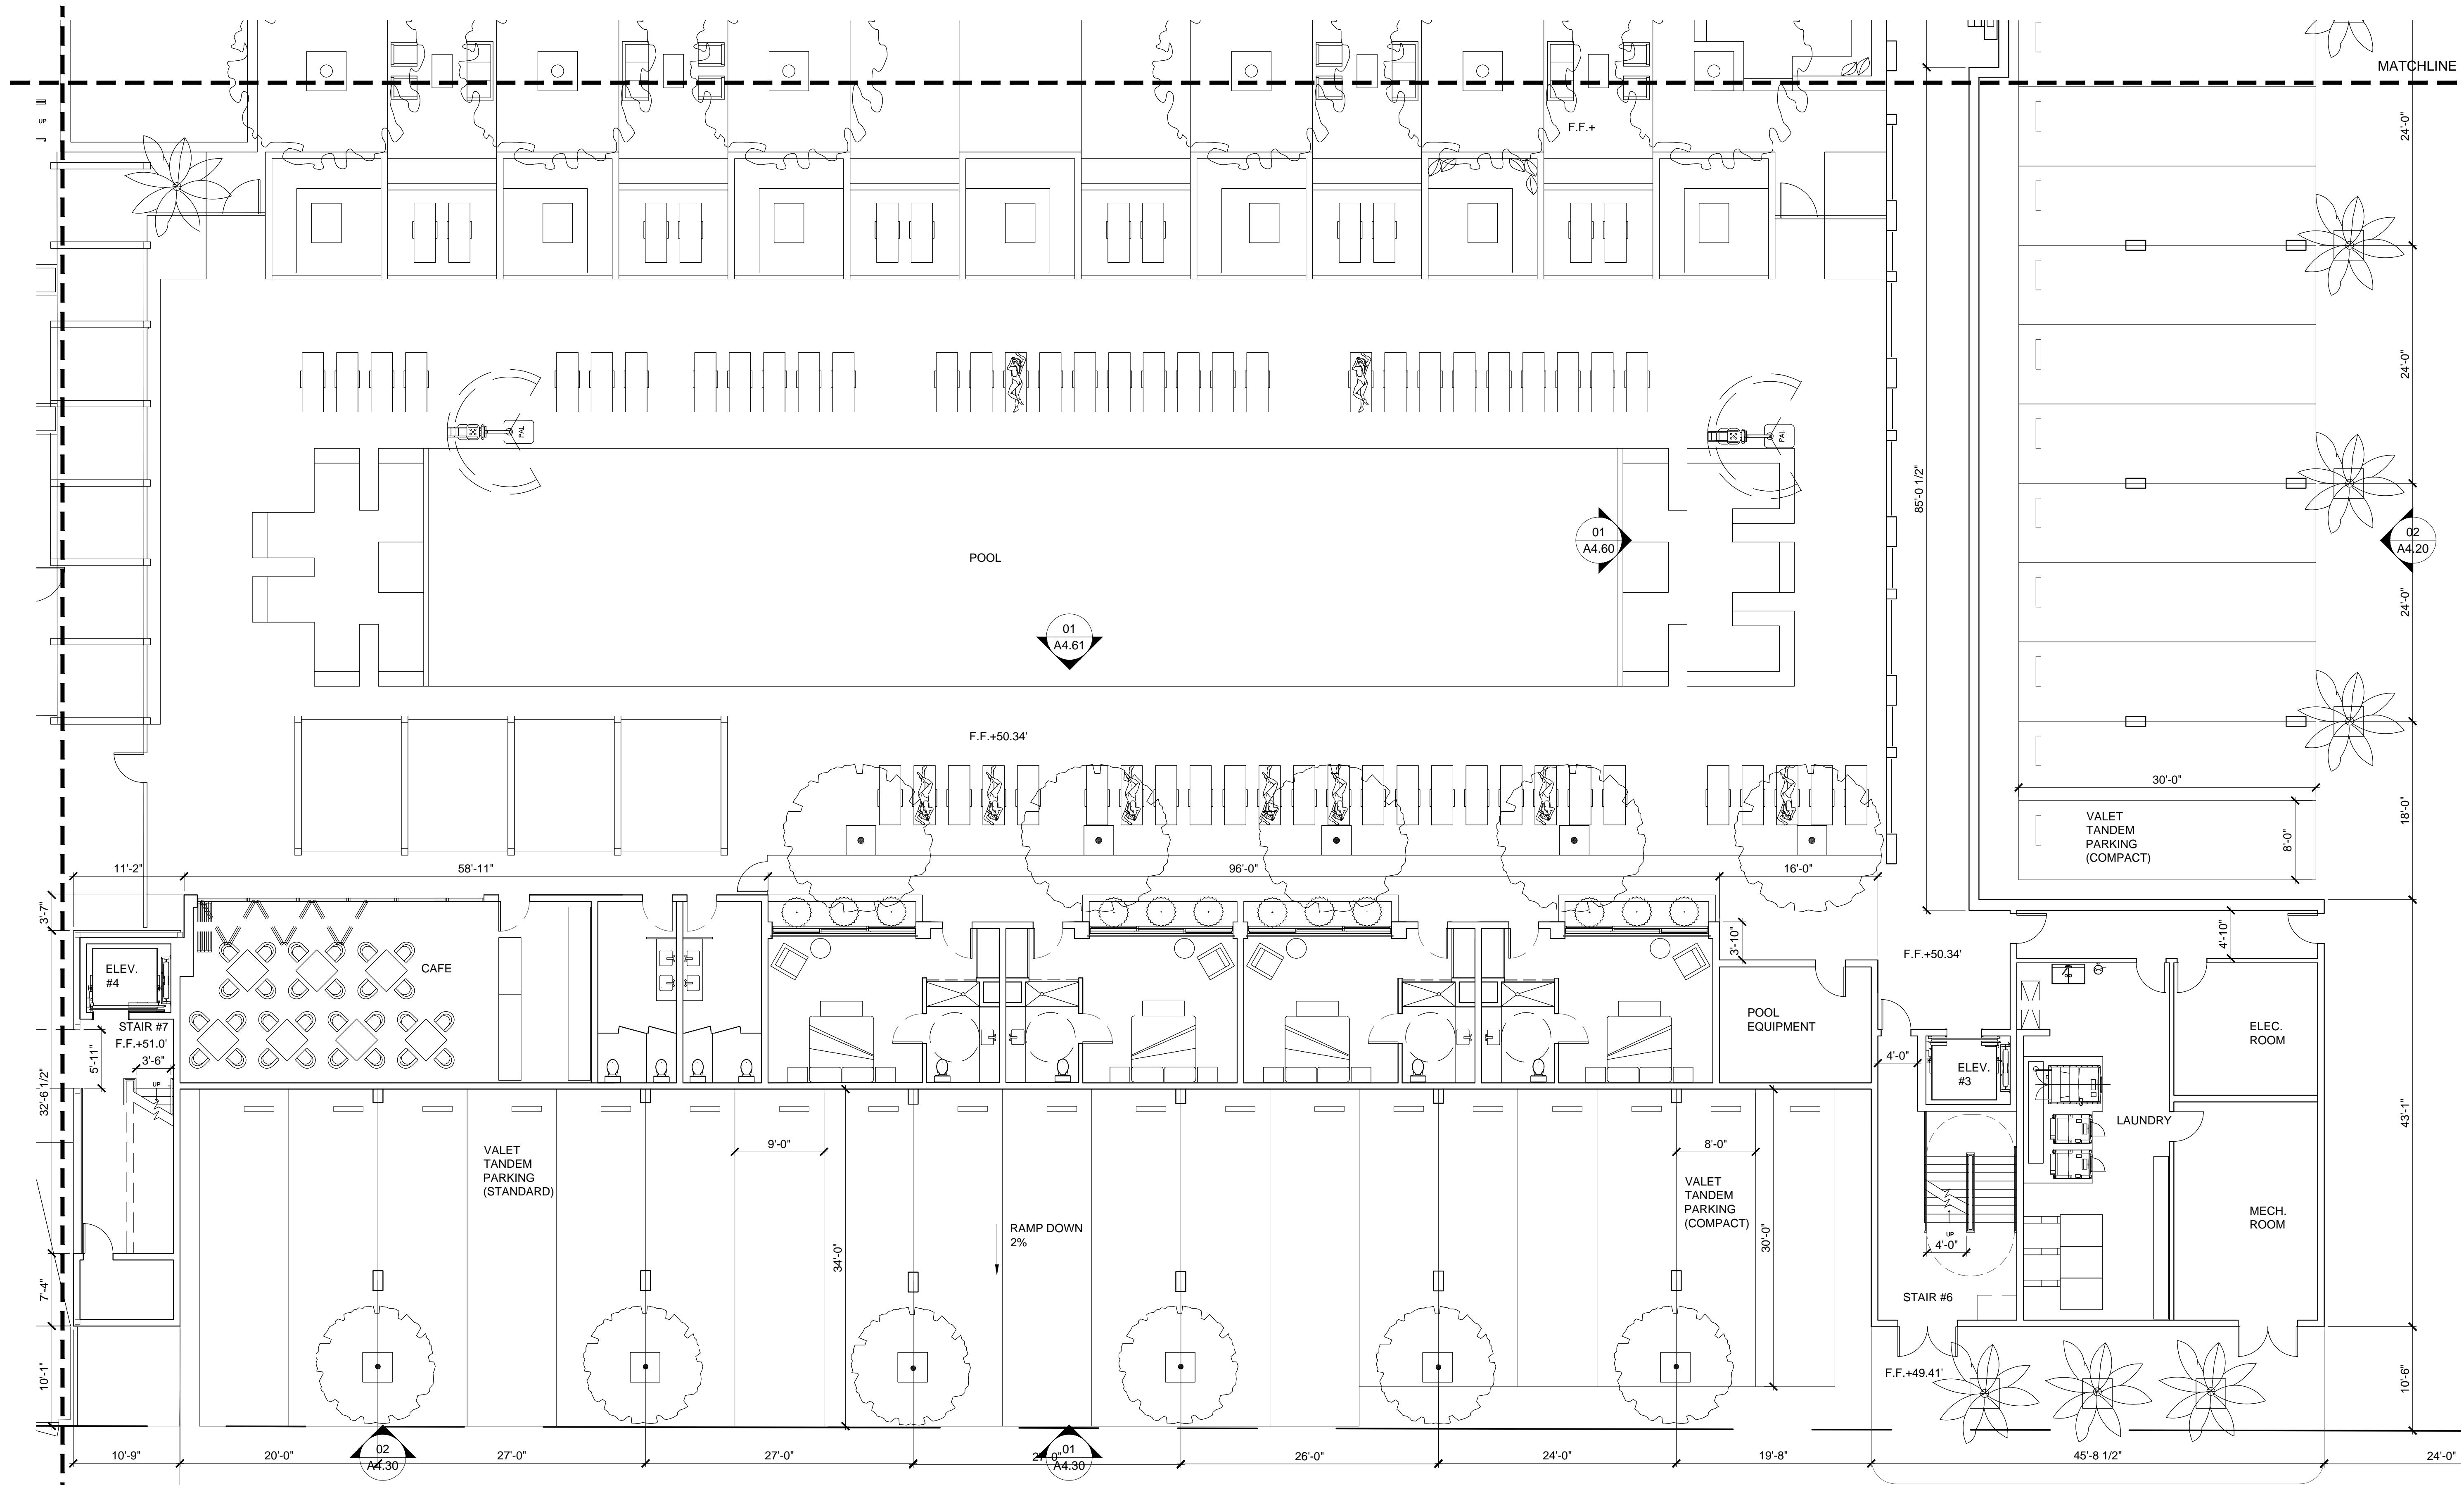 MATCHLINE
UP
F.F.+
24'-0"
24'-0"
PAL
PAL
85'-0 1/2"
01
A4.60
02
A4.20
POOL
24'-0"
01
A4.61
F.F.+50.34'
30'-0"
18'-0"
VALET
TANDEM
PARKING
(COMPACT)
8'-0"
11'-2"
58'-11"
96'-0"
16'-0"
3'-7"
3'-10"
4'-10"
F.F.+50.34'
ELEV.
#4
CAFE
STAIR #7
F.F.+51.0'
5'-11"
3'-6"
UP
32'-6 1/2"
POOL
EQUIPMENT
4'-0"
ELEV.
#3
ELEC.
ROOM
LAUNDRY
43'-1"
VALET
TANDEM
PARKING
(STANDARD)
9'-0"
8'-0"
VALET
TANDEM
PARKING
(COMPACT)
RAMP DOWN
2%
34'-0"
30'-0"
UP
4'-0"
MECH.
ROOM
STAIR #6
7'-4"
10'-1"
F.F.+49.41'
10'-6"
10'-9"
20'-0"
02
A4.30
27'-0"
27'-0"
27'-0"
01
A4.30
26'-0"
24'-0"
19'-8"
45'-8 1/2"
24'-0"